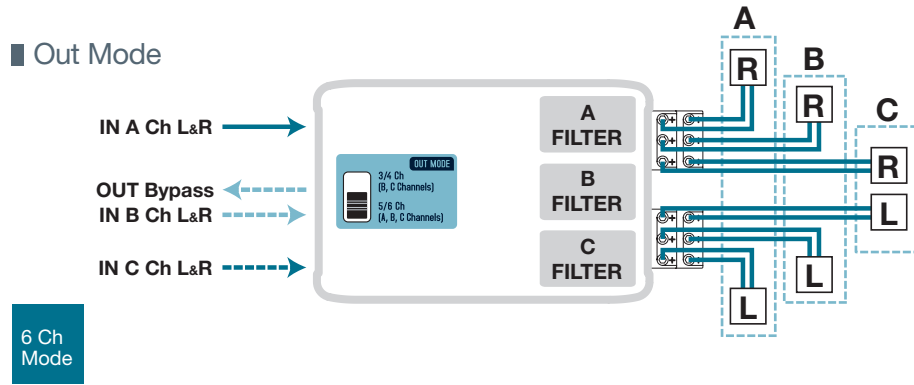 Out Mode
IN A Ch L&R
OUT Bypass
IN B Ch L&R
IN C Ch L&R
OUT MODE
3/4 Ch
(B, C Channels)
5/6 Ch
(A, B, C Channels)
A
FILTER
B
FILTER
C
FILTER
+ +
+ +
+ +
+ +
+ +
+ +
A
B
C
R
R
R
L
L
L
6 Ch
Mode